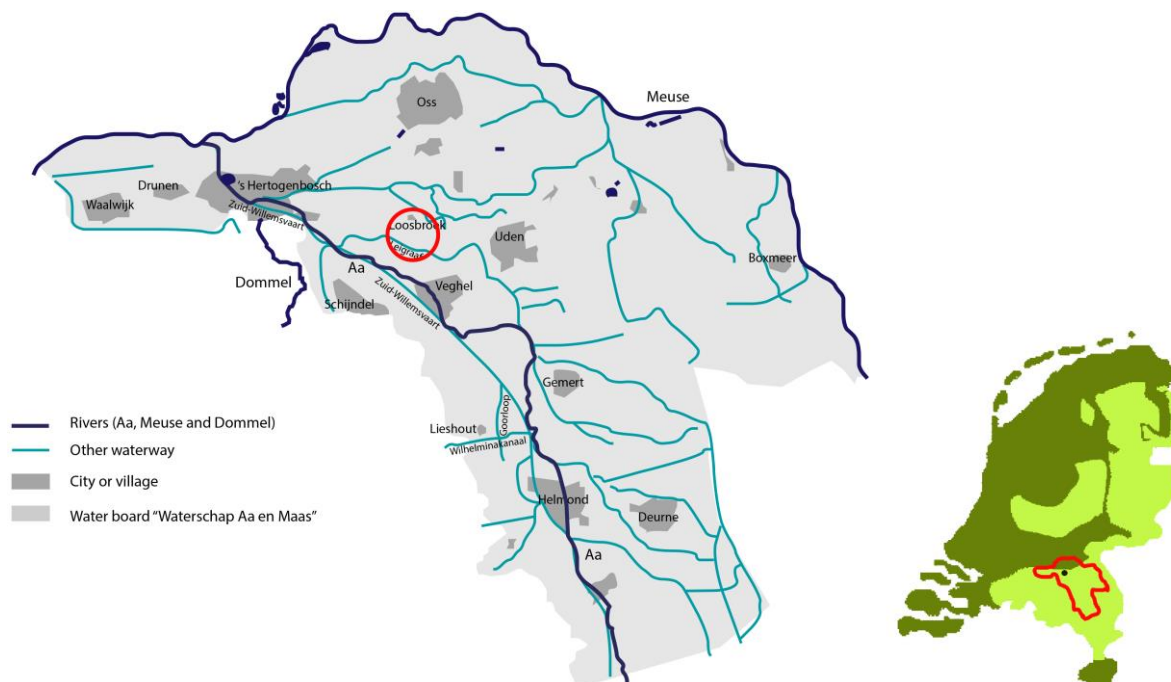 Meuse
Oss
Drunen
's Hertogenbosch
Waalwijk
Zuid-Willemsvaart
Loosbroek
Leigraaf
Uden
Aa
Boxmeer
Dommel
Veghel
Schijndel
Zuid-Willemsvaart
Gemert
Goorloop
Lieshout
Wilhelminakanaal
Rivers (Aa, Meuse and Dommel)
Other waterway
City or village
Water board "Waterschap Aa en Maas"
Helmond
Deurne
Aa